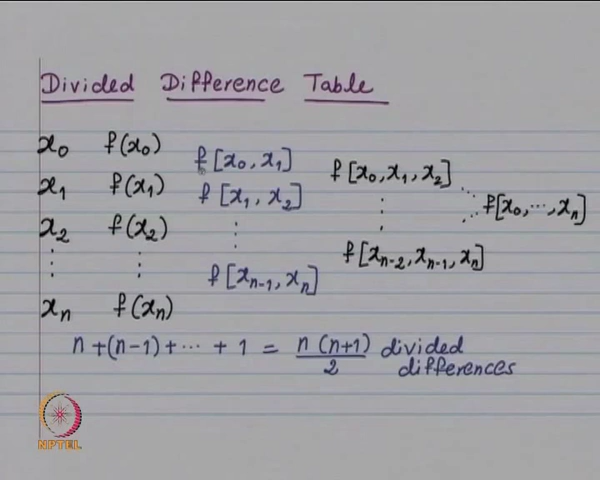 Divided Difference Table
x₀ f(x₀)
f[x₀, x₁]
x₁ f(x₁) f[x₀, x₁, x₂]
f[x₁, x₂]
x₂ f(x₂) ⋮ ⋮ f[x₀, ⋯, xₙ]
⋮ ⋮ f[xₙ₋₂, xₙ₋₁, xₙ]
f[xₙ₋₁, xₙ]
xₙ f(xₙ)
n+(n-1)+⋯+1 = n(n+1)/2 divided
differences
NPTEL